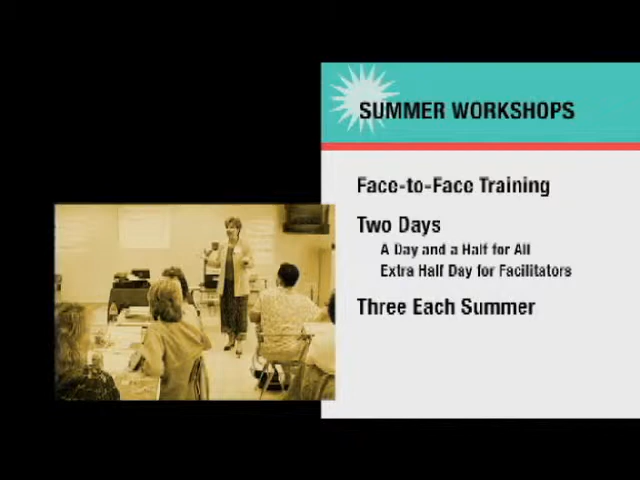 SUMMER WORKSHOPS
Face-to-Face Training
Two Days
A Day and a Half for All
Extra Half Day for Facilitators
Three Each Summer